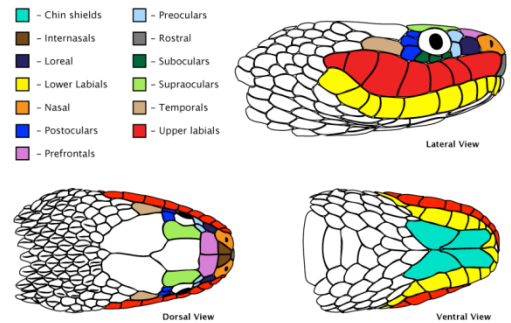 – Chin shields
– Internasals
– Loreal
– Lower Labials
– Nasal
– Postoculars
– Prefrontals
– Preoculars
– Rostral
– Suboculars
– Supraoculars
– Temporals
– Upper labials
Lateral View
Dorsal View
Ventral View